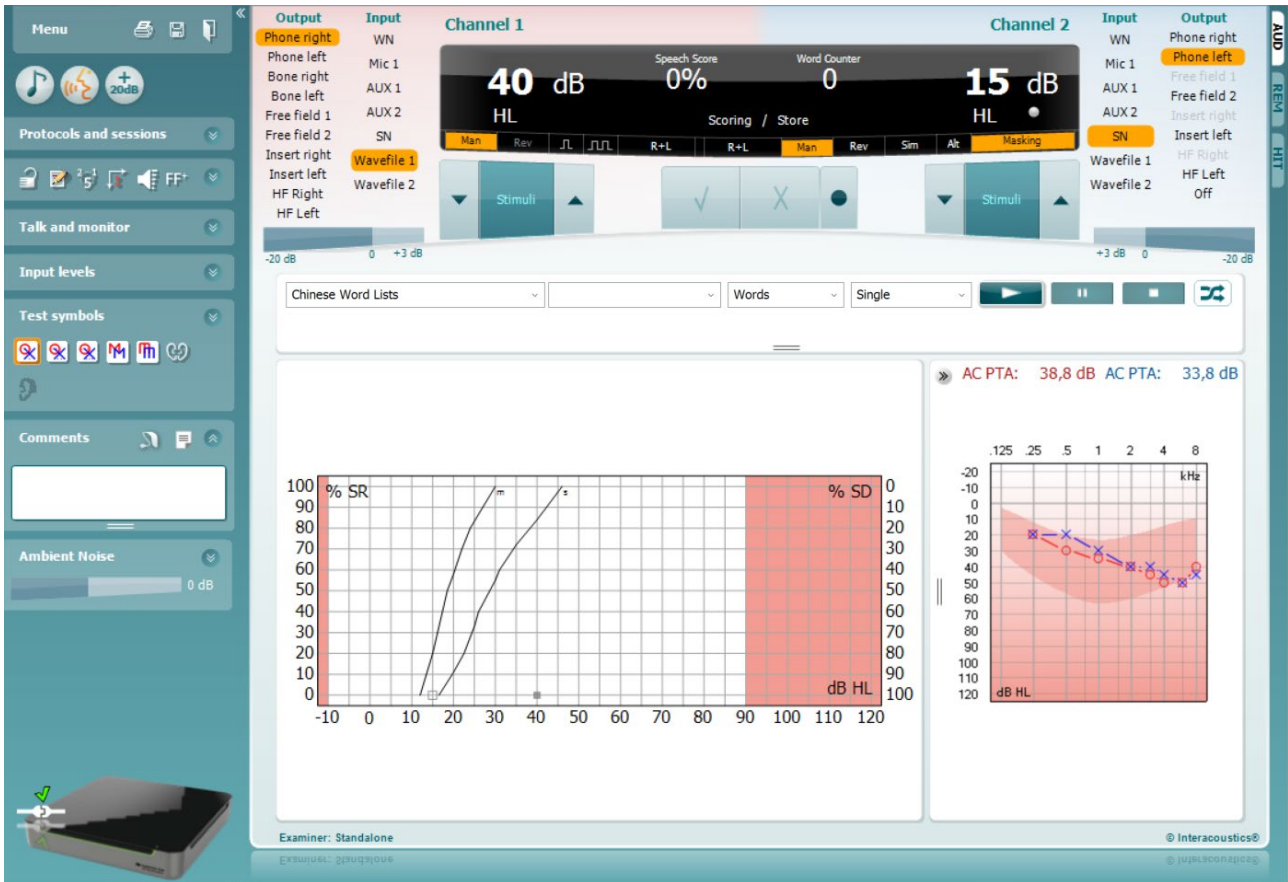 Menu
20dB
Protocols and sessions
FF+
Talk and monitor
Input levels
Test symbols
Comments
Ambient Noise
0 dB
Output
Phone right
Phone left
Bone right
Bone left
Free field 1
Free field 2
Insert right
Insert left
HF Right
HF Left
Input
WN
Mic 1
AUX 1
AUX 2
SN
Wavefile 1
Wavefile 2
-20 dB 0 +3 dB
Channel 1
40 dB
HL
Speech Score
0%
Word Counter
0
Scoring / Store
Man Rev R+L R+L Man Rev Sim Alt Masking
Channel 2
15 dB
HL
Stimuli
Stimuli
Input
WN
Mic 1
AUX 1
AUX 2
SN
Wavefile 1
Wavefile 2
Output
Phone right
Phone left
Free field 1
Free field 2
Insert right
Insert left
HF Right
HF Left
Off
+3 dB 0 -20 dB
AUD
REM
HIT
Chinese Word Lists Words Single
% SR
% SD
m
s
100
90
80
70
60
50
40
30
20
10
0
0
10
20
30
40
50
60
70
80
90
100
dB HL
-10 0 10 20 30 40 50 60 70 80 90 100 110 120
AC PTA: 38,8 dB AC PTA: 33,8 dB
.125 .25 .5 1 2 4 8
kHz
-20
-10
0
10
20
30
40
50
60
70
80
90
100
110
120
dB HL
Examiner: Standalone
© Interacoustics®